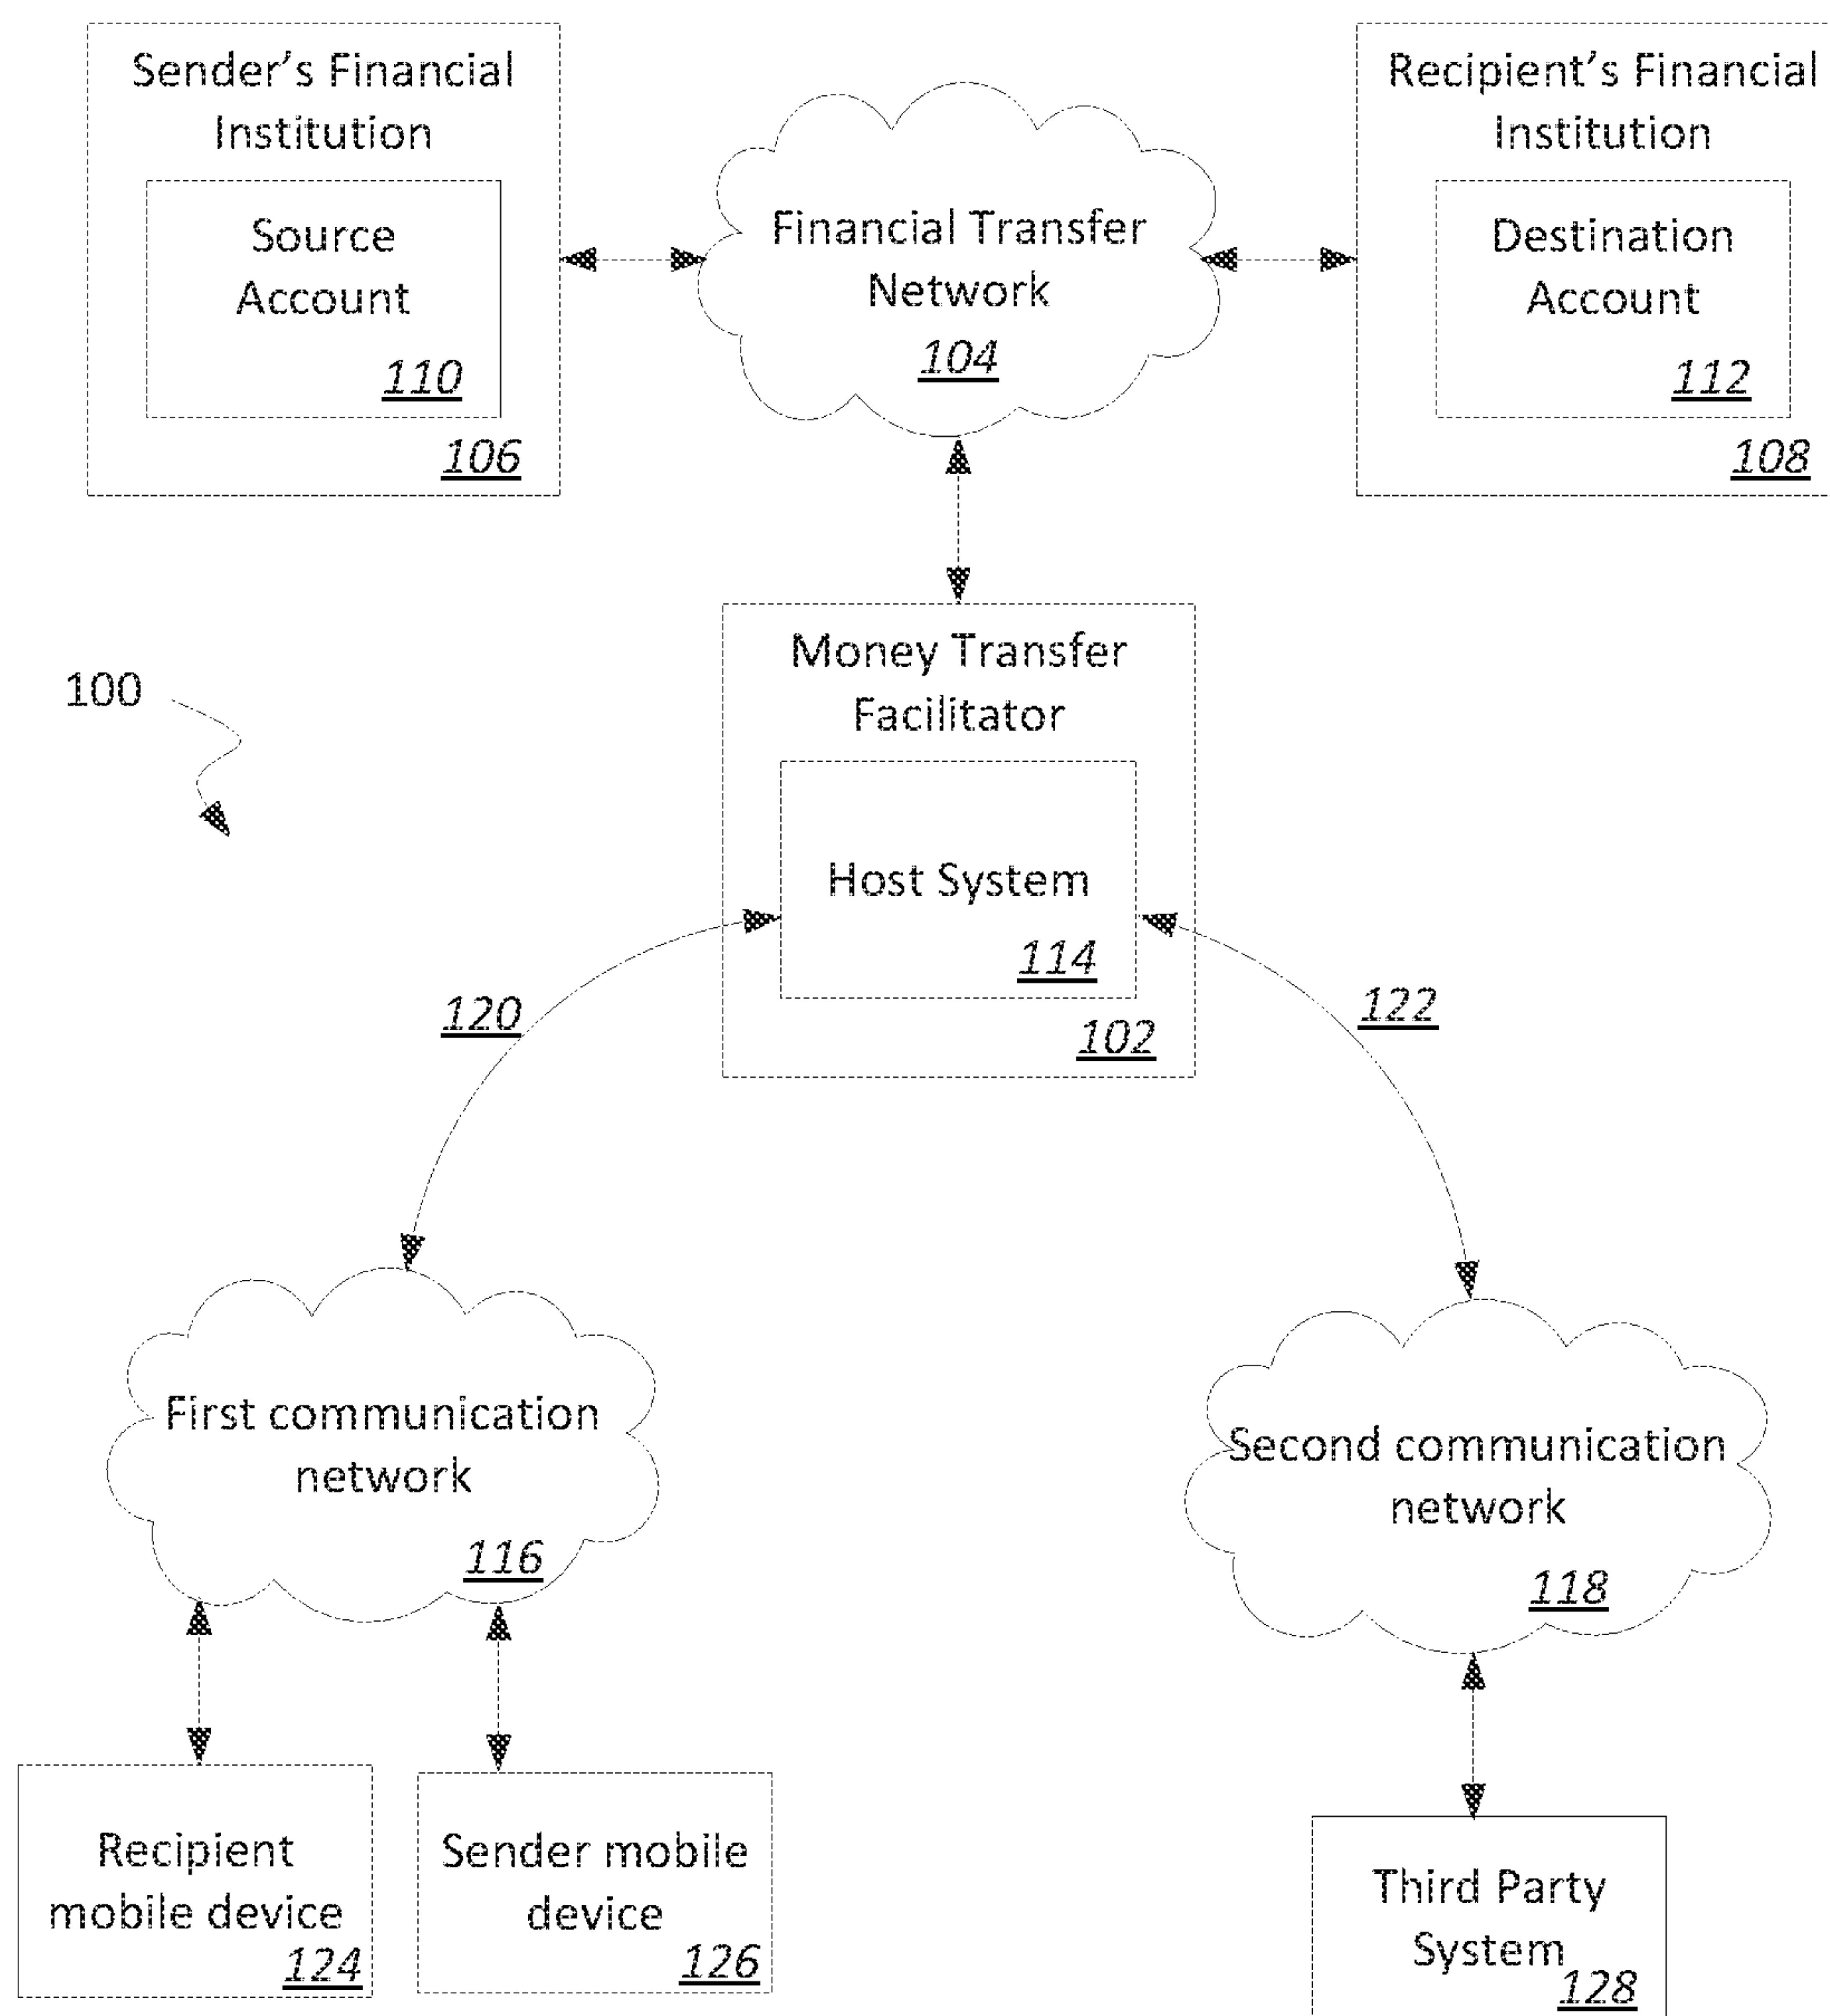 Sender's Financial
Institution
Source
Account
110
106
Financial Transfer
Network
104
Recipient's Financial
Institution
Destination
Account
112
108
100
Money Transfer
Facilitator
Host System
114
102
120
122
First communication
network
116
Second communication
network
118
Recipient
mobile device
124
Sender mobile
device
126
Third Party
System
128